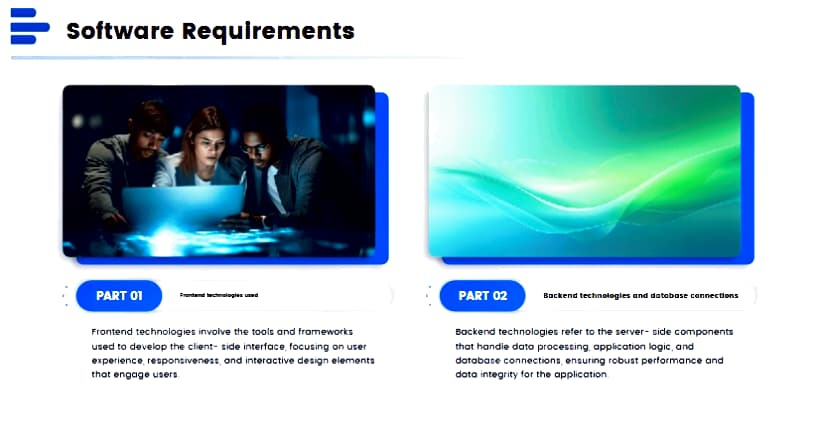 Software Requirements
PART 01
Frontend technologies used
Frontend technologies involve the tools and frameworks
used to develop the client- side interface, focusing on user
experience, responsiveness, and interactive design elements
that engage users.
PART 02
Backend technologies and database connections
Backend technologies refer to the server- side components
that handle data processing, application logic, and
database connections, ensuring robust performance and
data integrity for the application.